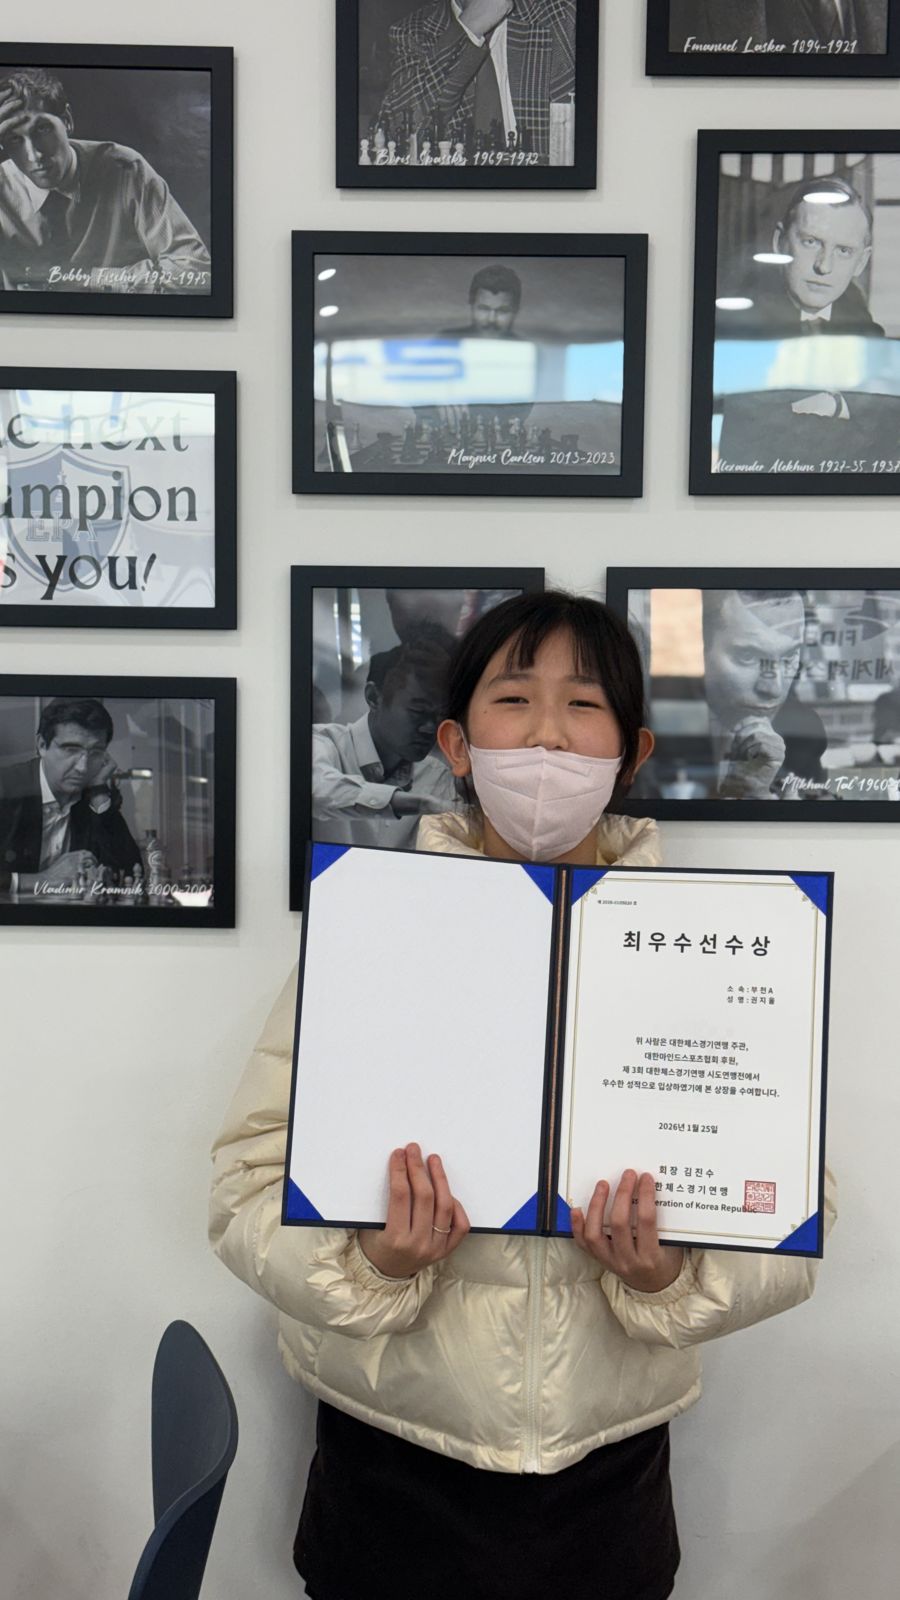 Emanuel Lasker 1894-1921
Boris Spassky 1969-1972
Bobby Fischer 1972-1975
Magnus Carlsen 2013-2023
Alexander Alekhine 1927-35 1937
next
you!
Mikhail Tal 1960
Vladimir Kramnik 2000-200
최우수선수상
소 속 : 부천A
성 명 : 권지율
위 사람은 대한체스경기연맹 주관,
대한마인드스포츠협회 후원,
제 3회 대한체스경기연맹 시도연맹전에서
우수한 성적으로 입상하였기에 본 상장을 수여합니다.
2026년 1월 25일
회장 김진수
한체스경기연맹
eration of Korea Republic